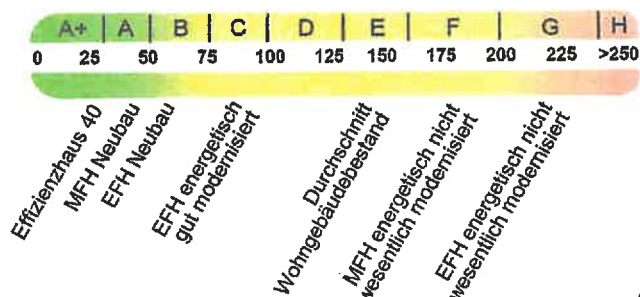 A+ A B C D E F G H
0 25 50 75 100 125 150 175 200 225 >250
Effizienzhaus 40
MFH Neubau
EFH Neubau
EFH energetisch
gut modernisiert
Durchschnitt
Wohngebäudebestand
MFH energetisch nicht
wesentlich modernisiert
EFH energetisch nicht
wesentlich modernisiert